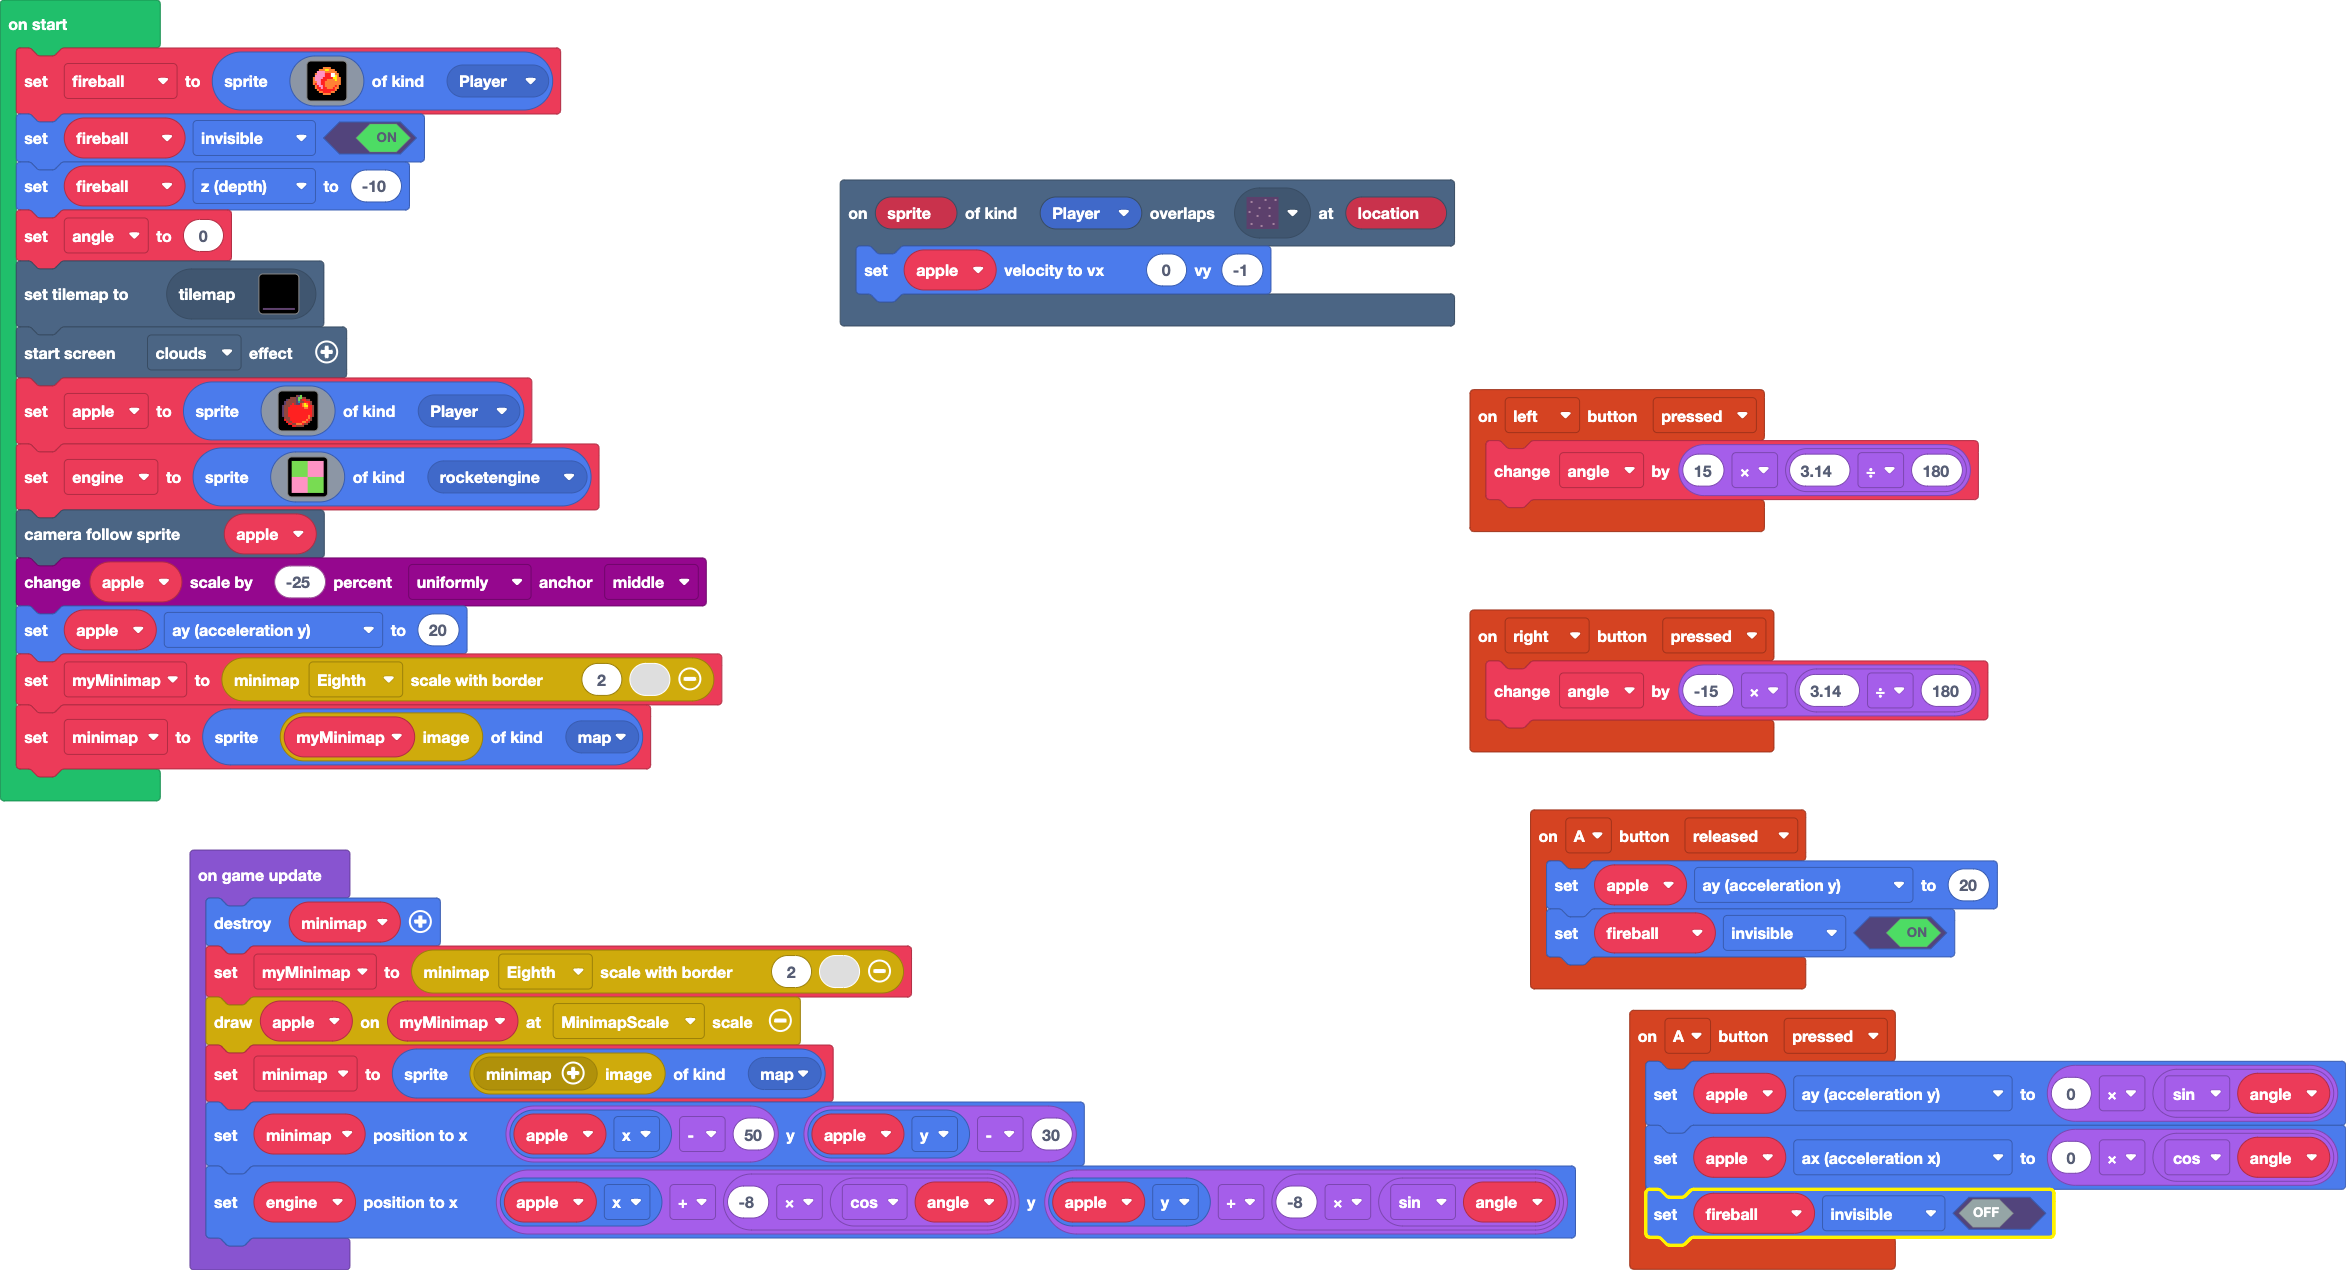 on start
set fireball to sprite of kind Player
set fireball invisible ON
set fireball z (depth) to -10
set angle to 0
set tilemap to tilemap
start screen clouds effect
set apple to sprite of kind Player
set engine to sprite of kind rocketengine
camera follow sprite apple
change apple scale by -25 percent uniformly anchor middle
set apple ay (acceleration y) to 20
set myMinimap to minimap Eighth scale with border 2
set minimap to sprite myMinimap image of kind map
on sprite of kind Player overlaps at location
set apple velocity to vx 0 vy -1
on left button pressed
change angle by 15 × 3.14 ÷ 180
on right button pressed
change angle by -15 × 3.14 ÷ 180
on A button released
set apple ay (acceleration y) to 20
set fireball invisible ON
on A button pressed
set apple ay (acceleration y) to 0 × sin angle
set apple ax (acceleration x) to 0 × cos angle
set fireball invisible OFF
on game update
destroy minimap
set myMinimap to minimap Eighth scale with border 2
draw apple on myMinimap at MinimapScale scale
set minimap to sprite minimap image of kind map
set minimap position to x apple x - 50 y apple y - 30
set engine position to x apple x + -8 × cos angle y apple y + -8 × sin angle